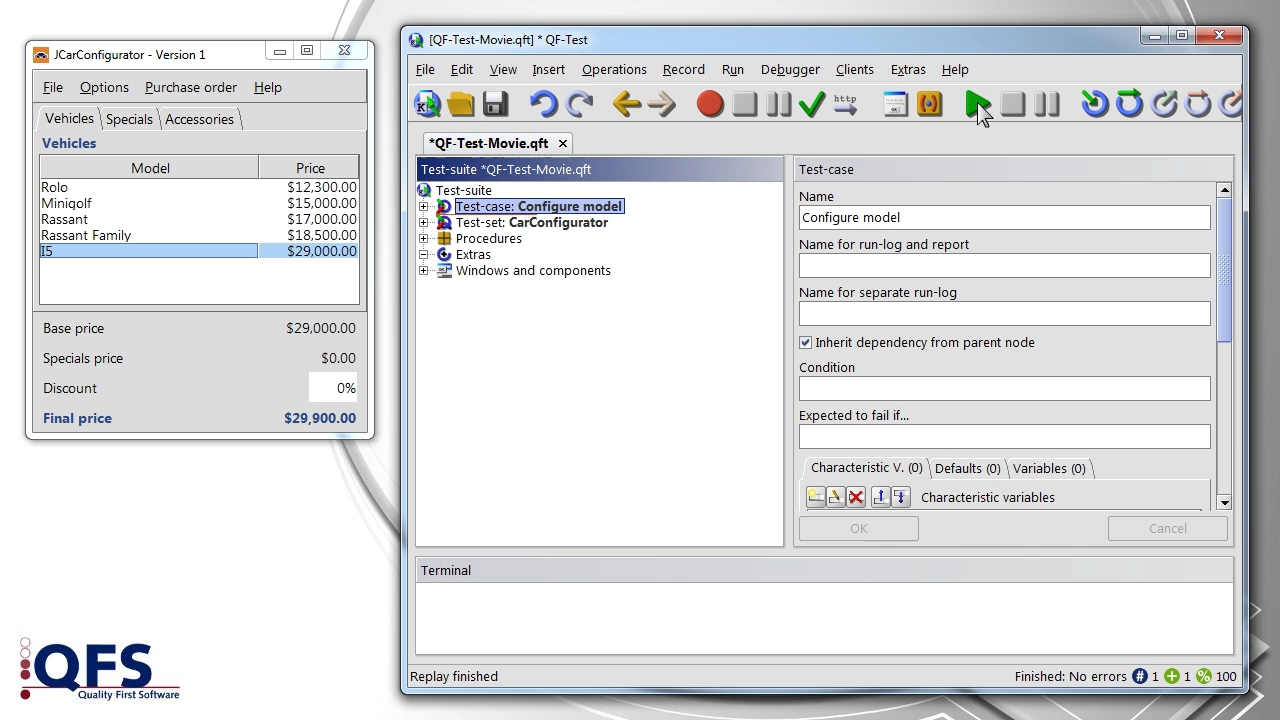 JCarConfigurator - Version 1
File Options Purchase order Help
Vehicles Specials Accessories
Vehicles
Model Price
Rolo $12,300.00
Minigolf $15,000.00
Rassant $17,000.00
Rassant Family $18,500.00
I5 $29,000.00
Base price $29,000.00
Specials price $0.00
Discount 0%
Final price $29,900.00
QFS
Quality First Software
[QF-Test-Movie.qft] * QF-Test
File Edit View Insert Operations Record Run Debugger Clients Extras Help
http
*QF-Test-Movie.qft
Test-suite *QF-Test-Movie.qft
Test-suite
Test-case: Configure model
Test-set: CarConfigurator
Procedures
Extras
Windows and components
Test-case
Name
Configure model
Name for run-log and report
Name for separate run-log
Inherit dependency from parent node
Condition
Expected to fail if...
Characteristic V. (0) Defaults (0) Variables (0)
Characteristic variables
OK Cancel
Terminal
Replay finished
Finished: No errors # 1 + 1 % 100